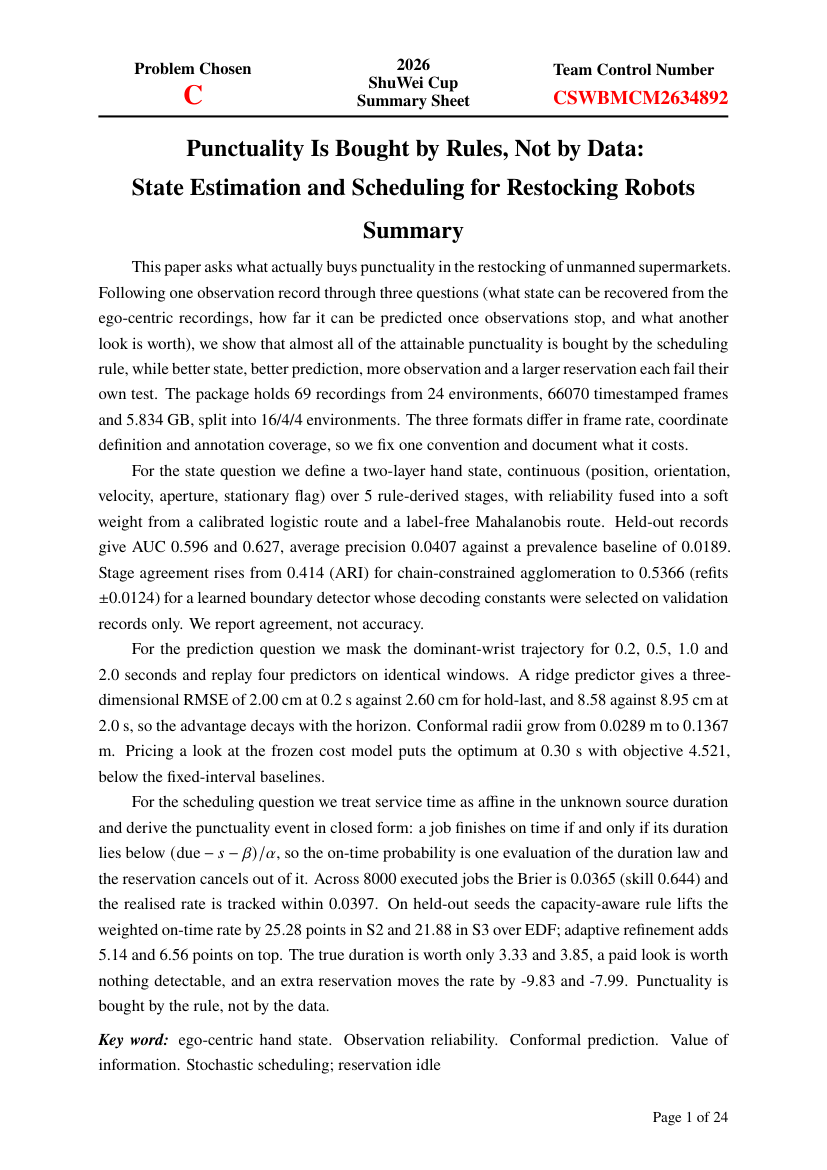 Problem Chosen
C
2026
ShuWei Cup
Summary Sheet
Team Control Number
CSWBMCM2634892
Punctuality Is Bought by Rules, Not by Data:
State Estimation and Scheduling for Restocking Robots
Summary
This paper asks what actually buys punctuality in the restocking of unmanned supermarkets.
Following one observation record through three questions (what state can be recovered from the
ego-centric recordings, how far it can be predicted once observations stop, and what another
look is worth), we show that almost all of the attainable punctuality is bought by the scheduling
rule, while better state, better prediction, more observation and a larger reservation each fail their
own test. The package holds 69 recordings from 24 environments, 66070 timestamped frames
and 5.834 GB, split into 16/4/4 environments. The three formats differ in frame rate, coordinate
definition and annotation coverage, so we fix one convention and document what it costs.
For the state question we define a two-layer hand state, continuous (position, orientation,
velocity, aperture, stationary flag) over 5 rule-derived stages, with reliability fused into a soft
weight from a calibrated logistic route and a label-free Mahalanobis route. Held-out records
give AUC 0.596 and 0.627, average precision 0.0407 against a prevalence baseline of 0.0189.
Stage agreement rises from 0.414 (ARI) for chain-constrained agglomeration to 0.5366 (refits
±0.0124) for a learned boundary detector whose decoding constants were selected on validation
records only. We report agreement, not accuracy.
For the prediction question we mask the dominant-wrist trajectory for 0.2, 0.5, 1.0 and
2.0 seconds and replay four predictors on identical windows. A ridge predictor gives a three-
dimensional RMSE of 2.00 cm at 0.2 s against 2.60 cm for hold-last, and 8.58 against 8.95 cm at
2.0 s, so the advantage decays with the horizon. Conformal radii grow from 0.0289 m to 0.1367
m. Pricing a look at the frozen cost model puts the optimum at 0.30 s with objective 4.521,
below the fixed-interval baselines.
For the scheduling question we treat service time as affine in the unknown source duration
and derive the punctuality event in closed form: a job finishes on time if and only if its duration
lies below (due − s − β)/α, so the on-time probability is one evaluation of the duration law and
the reservation cancels out of it. Across 8000 executed jobs the Brier is 0.0365 (skill 0.644) and
the realised rate is tracked within 0.0397. On held-out seeds the capacity-aware rule lifts the
weighted on-time rate by 25.28 points in S2 and 21.88 in S3 over EDF; adaptive refinement adds
5.14 and 6.56 points on top. The true duration is worth only 3.33 and 3.85, a paid look is worth
nothing detectable, and an extra reservation moves the rate by -9.83 and -7.99. Punctuality is
bought by the rule, not by the data.
Key word: ego-centric hand state. Observation reliability. Conformal prediction. Value of
information. Stochastic scheduling; reservation idle
Page 1 of 24